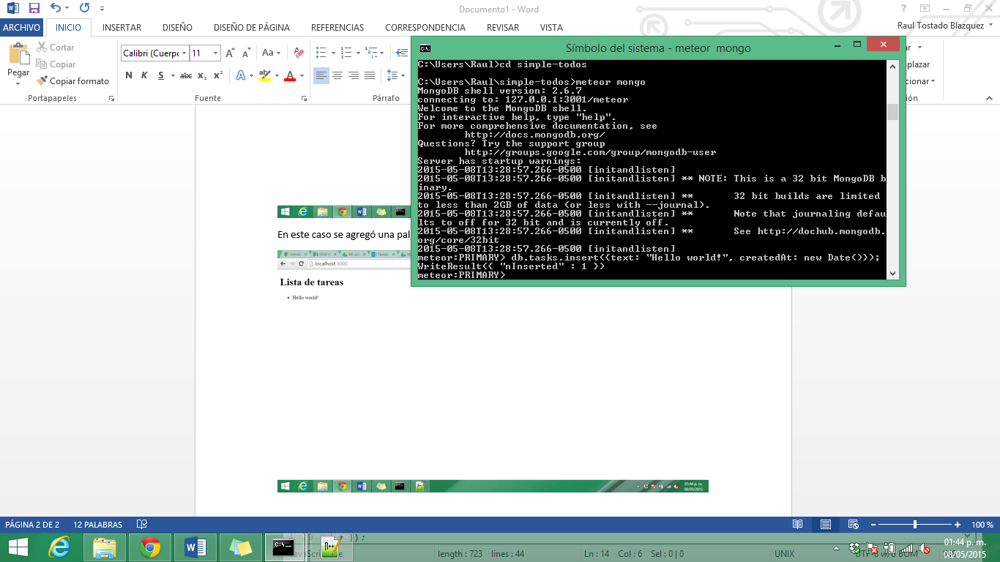 Documento1 - Word
ARCHIVO INICIO INSERTAR DISEÑO DISEÑO DE PÁGINA REFERENCIAS CORRESPONDENCIA REVISAR VISTA
Raul Tostado Blazquez
Pegar
Cortar
Copiar
Copiar formato
Portapapeles
Calibri (Cuerpo 11
Aa
N K S
Fuente
Párrafo
Símbolo del sistema - meteor mongo
C:\Users\Raul>cd simple-todos
C:\Users\Raul\simple-todos>meteor mongo
MongoDB shell version: 2.6.7
connecting to: 127.0.0.1:3001/meteor
Welcome to the MongoDB shell.
For interactive help, type "help".
For more comprehensive documentation, see
http://docs.mongodb.org/
Questions? Try the support group
http://groups.google.com/group/mongodb-user
Server has startup warnings:
2015-05-08T13:28:57.266-0500 [initandlisten]
2015-05-08T13:28:57.266-0500 [initandlisten] ** NOTE: This is a 32 bit MongoDB b
inary.
2015-05-08T13:28:57.266-0500 [initandlisten] ** 32 bit builds are limited
to less than 2GB of data (or less with --journal).
2015-05-08T13:28:57.266-0500 [initandlisten] ** Note that journaling defau
lts to off for 32 bit and is currently off.
2015-05-08T13:28:57.266-0500 [initandlisten] ** See http://dochub.mongodb.
org/core/32bit
2015-05-08T13:28:57.266-0500 [initandlisten]
meteor:PRIMARY> db.tasks.insert({text: "Hello world!", createdAt: new Date()});
WriteResult({ "nInserted" : 1 })
meteor:PRIMARY>
En este caso se agregó una pal
localhost:3000
Lista de tareas
Hello world!
01:44 p. m.
08/05/2015
PÁGINA 2 DE 2 12 PALABRAS
100 %
});
length : 723 lines : 44
Ln : 14 Col : 6 Sel : 0 | 0
UNIX
01:44 p. m.
08/05/2015